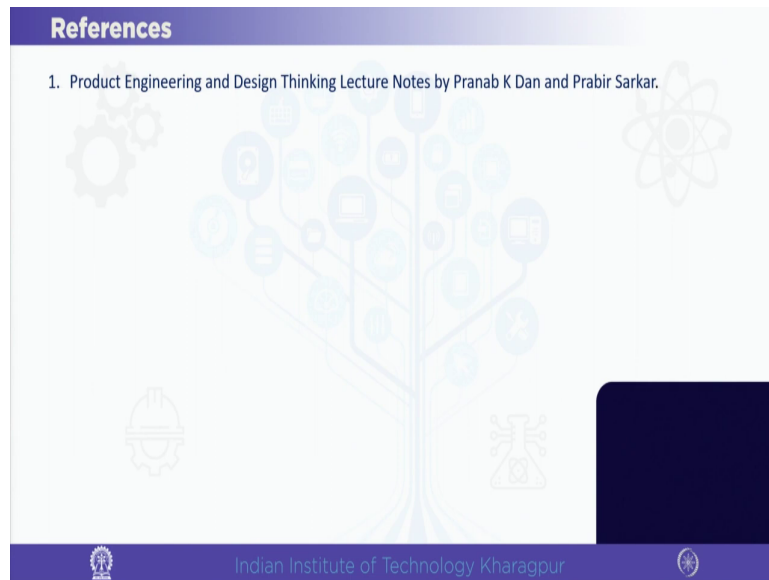 References
1. Product Engineering and Design Thinking Lecture Notes by Pranab K Dan and Prabir Sarkar.
Indian Institute of Technology Kharagpur